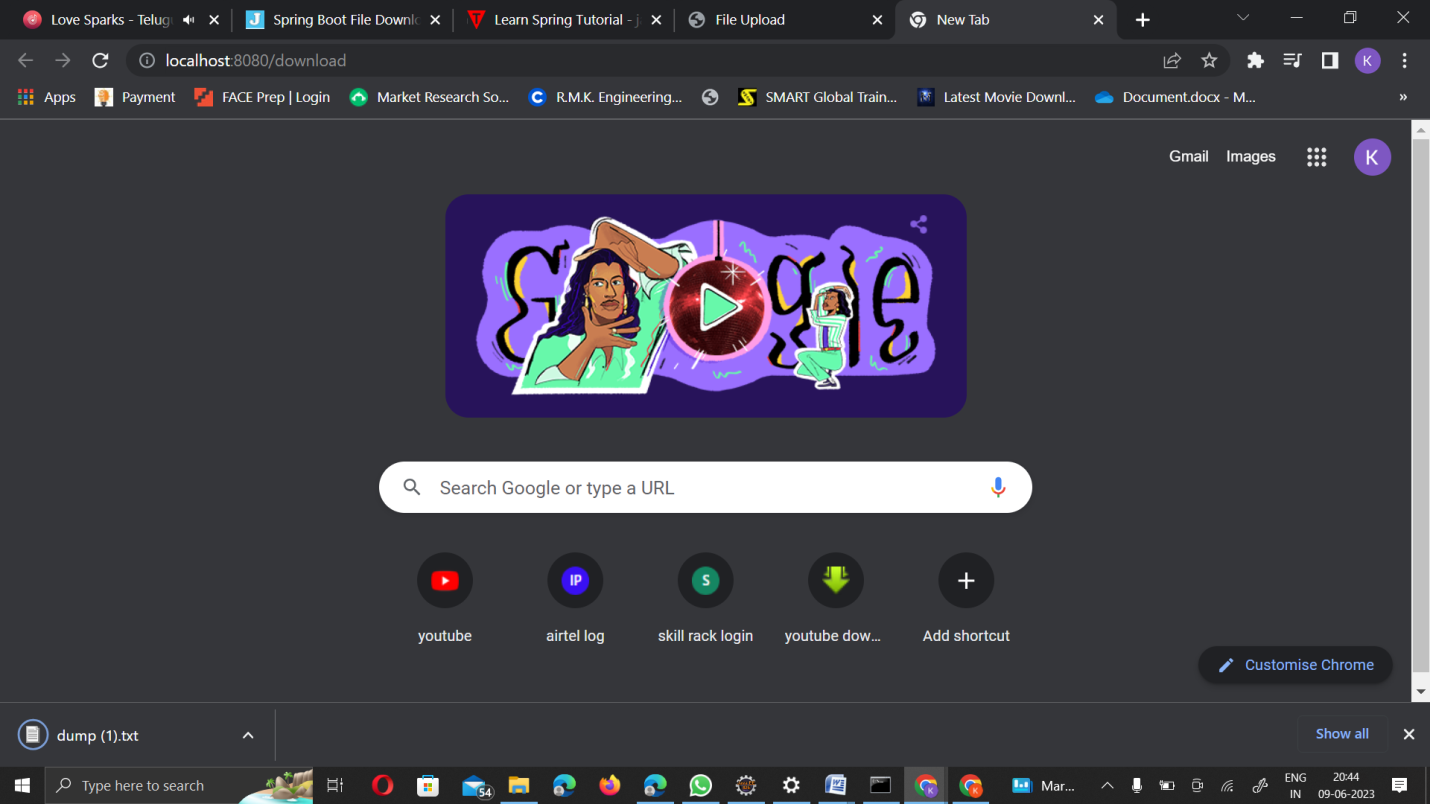 Love Sparks - Telugu
Spring Boot File Downlo
Learn Spring Tutorial - ja
File Upload
New Tab
localhost:8080/download
K
Apps
Payment
FACE Prep | Login
Market Research So...
R.M.K. Engineering...
SMART Global Train...
Latest Movie Downl...
Document.docx - M...
»
Gmail Images
K
Google
Search Google or type a URL
IP
S
youtube
airtel log
skill rack login
youtube dow...
Add shortcut
Customise Chrome
dump (1).txt
Show all
Type here to search
54
Mar...
ENG
IN
20:44
09-06-2023